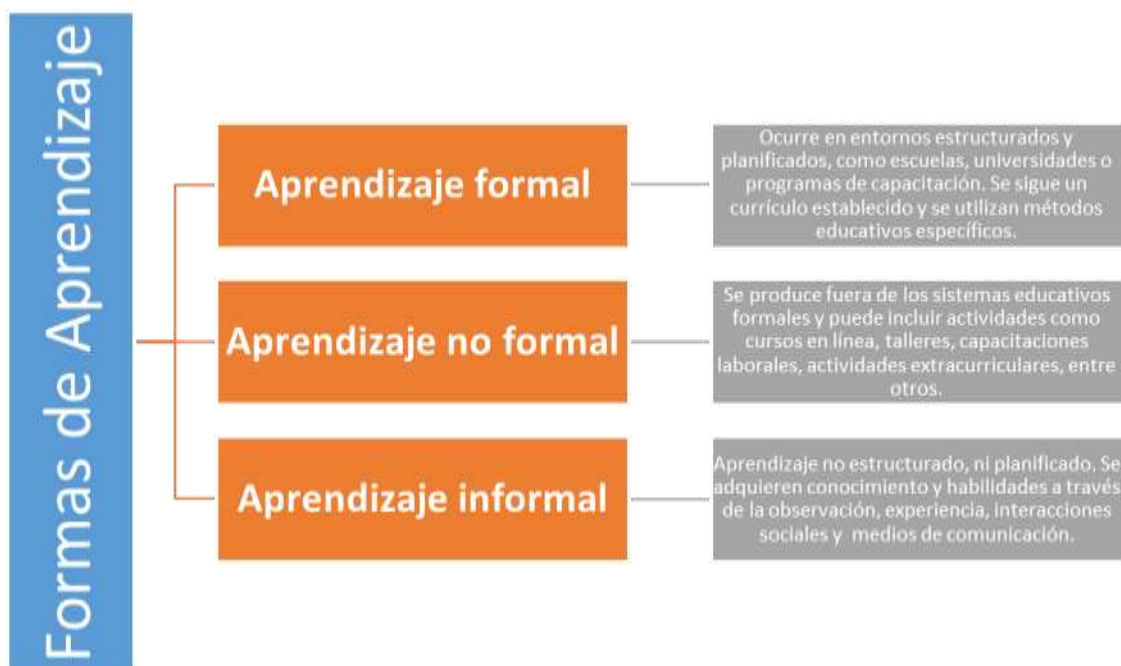 Formas de Aprendizaje
Aprendizaje formal
Ocurre en entornos estructurados y
planificados, como escuelas, universidades o
programas de capacitación. Se sigue un
currículo establecido y se utilizan métodos
educativos específicos.
Aprendizaje no formal
Se produce fuera de los sistemas educativos
formales y puede incluir actividades como
cursos en línea, talleres, capacitaciones
laborales, actividades extracurriculares, entre
otros.
Aprendizaje informal
Aprendizaje no estructurado, ni planificado. Se
adquieren conocimiento y habilidades a través
de la observación, experiencia, interacciones
sociales y medios de comunicación.